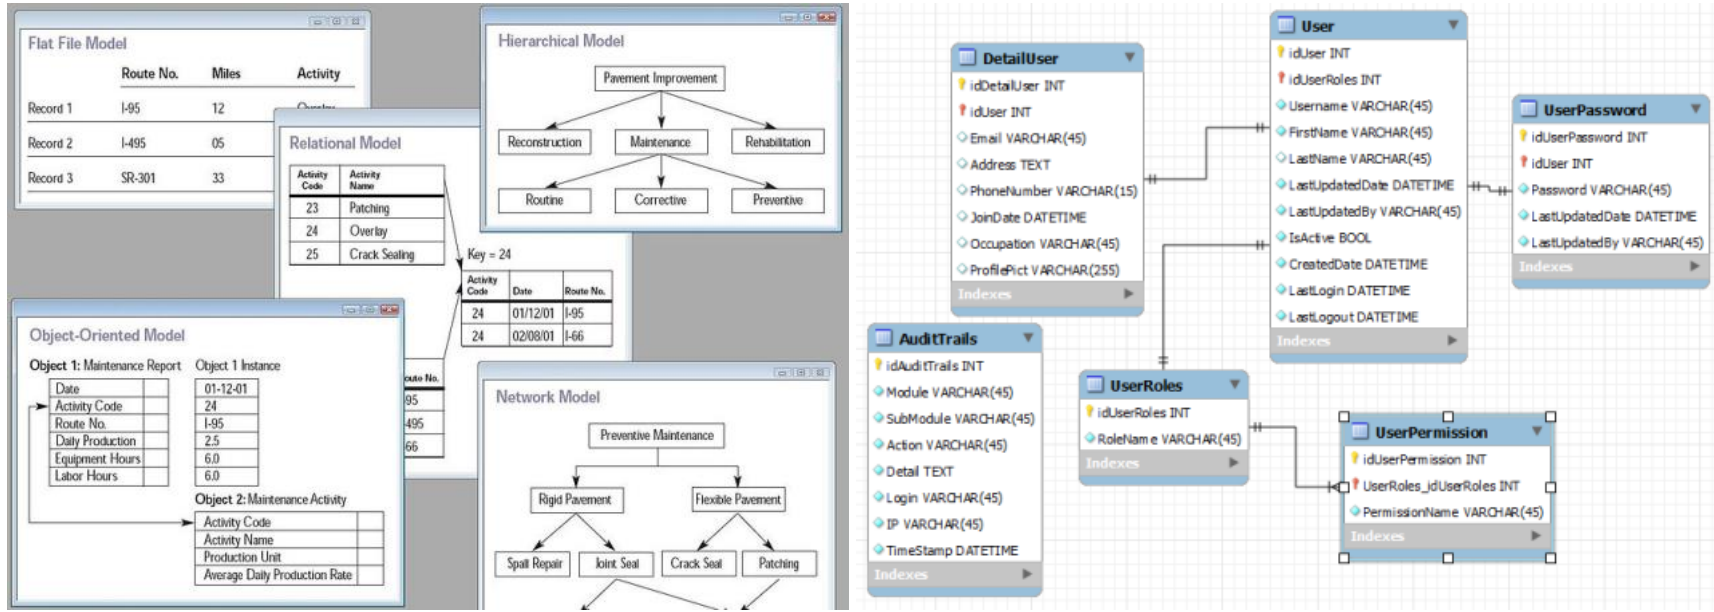 Flat File Model
Route No. Miles Activity
Record 1 I-95 12 Overlay
Record 2 I-495 05
Record 3 SR-301 33
Hierarchical Model
Pavement Improvement
Reconstruction Maintenance Rehabilitation
Routine Corrective Preventive
Relational Model
Activity Code Activity Name
23 Patching
24 Overlay
25 Crack Sealing
Key = 24
Activity Code Date Route No.
24 01/12/01 I-95
24 02/08/01 I-66
oute No.
95
495
66
Object-Oriented Model
Object 1: Maintenance Report Object 1 Instance
Date 01-12-01
Activity Code 24
Route No. I-95
Daily Production 2.5
Equipment Hours 6.0
Labor Hours 6.0
Object 2: Maintenance Activity
Activity Code
Activity Name
Production Unit
Average Daily Production Rate
Network Model
Preventive Maintenance
Rigid Pavement Flexible Pavement
Spall Repair Joint Seal Crack Seal Patching
DetailUser
idDetailUser INT
idUser INT
Email VARCHAR(45)
Address TEXT
PhoneNumber VARCHAR(15)
JoinDate DATETIME
Occupation VARCHAR(45)
ProfilePict VARCHAR(255)
Indexes
User
idUser INT
idUserRoles INT
Username VARCHAR(45)
FirstName VARCHAR(45)
LastName VARCHAR(45)
LastUpdatedDate DATETIME
LastUpdatedBy VARCHAR(45)
IsActive BOOL
CreatedDate DATETIME
LastLogin DATETIME
LastLogout DATETIME
Indexes
UserPassword
idUserPassword INT
idUser INT
Password VARCHAR(45)
LastUpdatedDate DATETIME
LastUpdatedBy VARCHAR(45)
Indexes
AuditTrails
idAuditTrails INT
Module VARCHAR(45)
SubModule VARCHAR(45)
Action VARCHAR(45)
Detail TEXT
Login VARCHAR(45)
IP VARCHAR(45)
TimeStamp DATETIME
Indexes
UserRoles
idUserRoles INT
RoleName VARCHAR(45)
Indexes
UserPermission
idUserPermission INT
UserRoles_idUserRoles INT
PermissionName VARCHAR(45)
Indexes